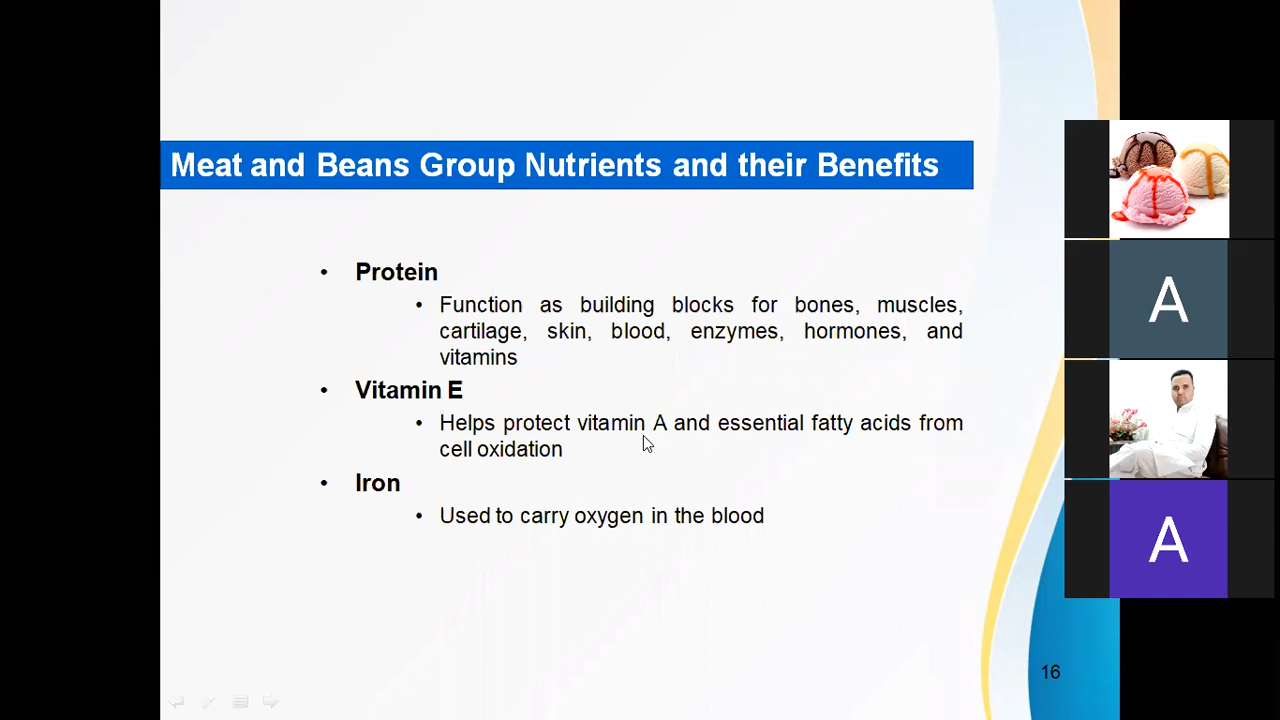 Meat and Beans Group Nutrients and their Benefits
• Protein
• Function as building blocks for bones, muscles,
cartilage, skin, blood, enzymes, hormones, and
vitamins
• Vitamin E
• Helps protect vitamin A and essential fatty acids from
cell oxidation
• Iron
• Used to carry oxygen in the blood
16
A
A